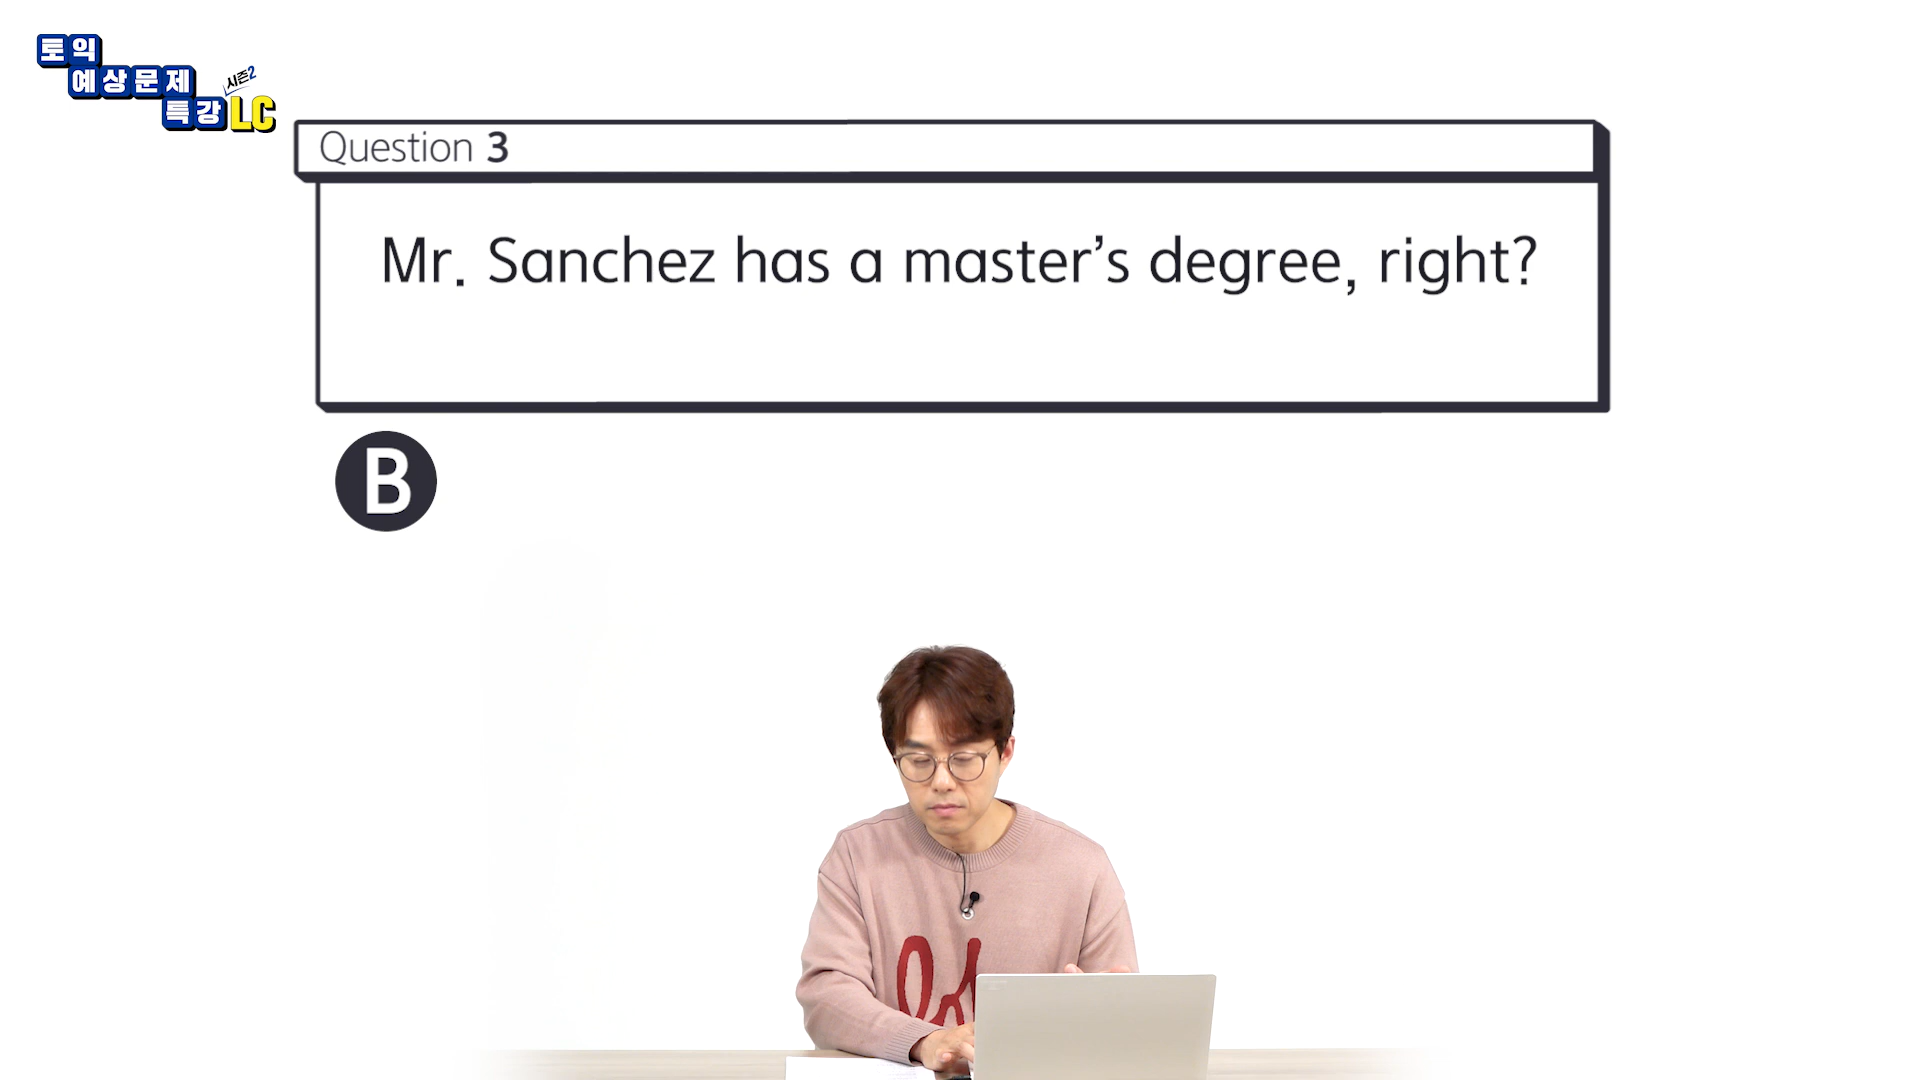 토익
예상문제
시즌2
특강 LC
Question 3
Mr. Sanchez has a master’s degree, right?
B